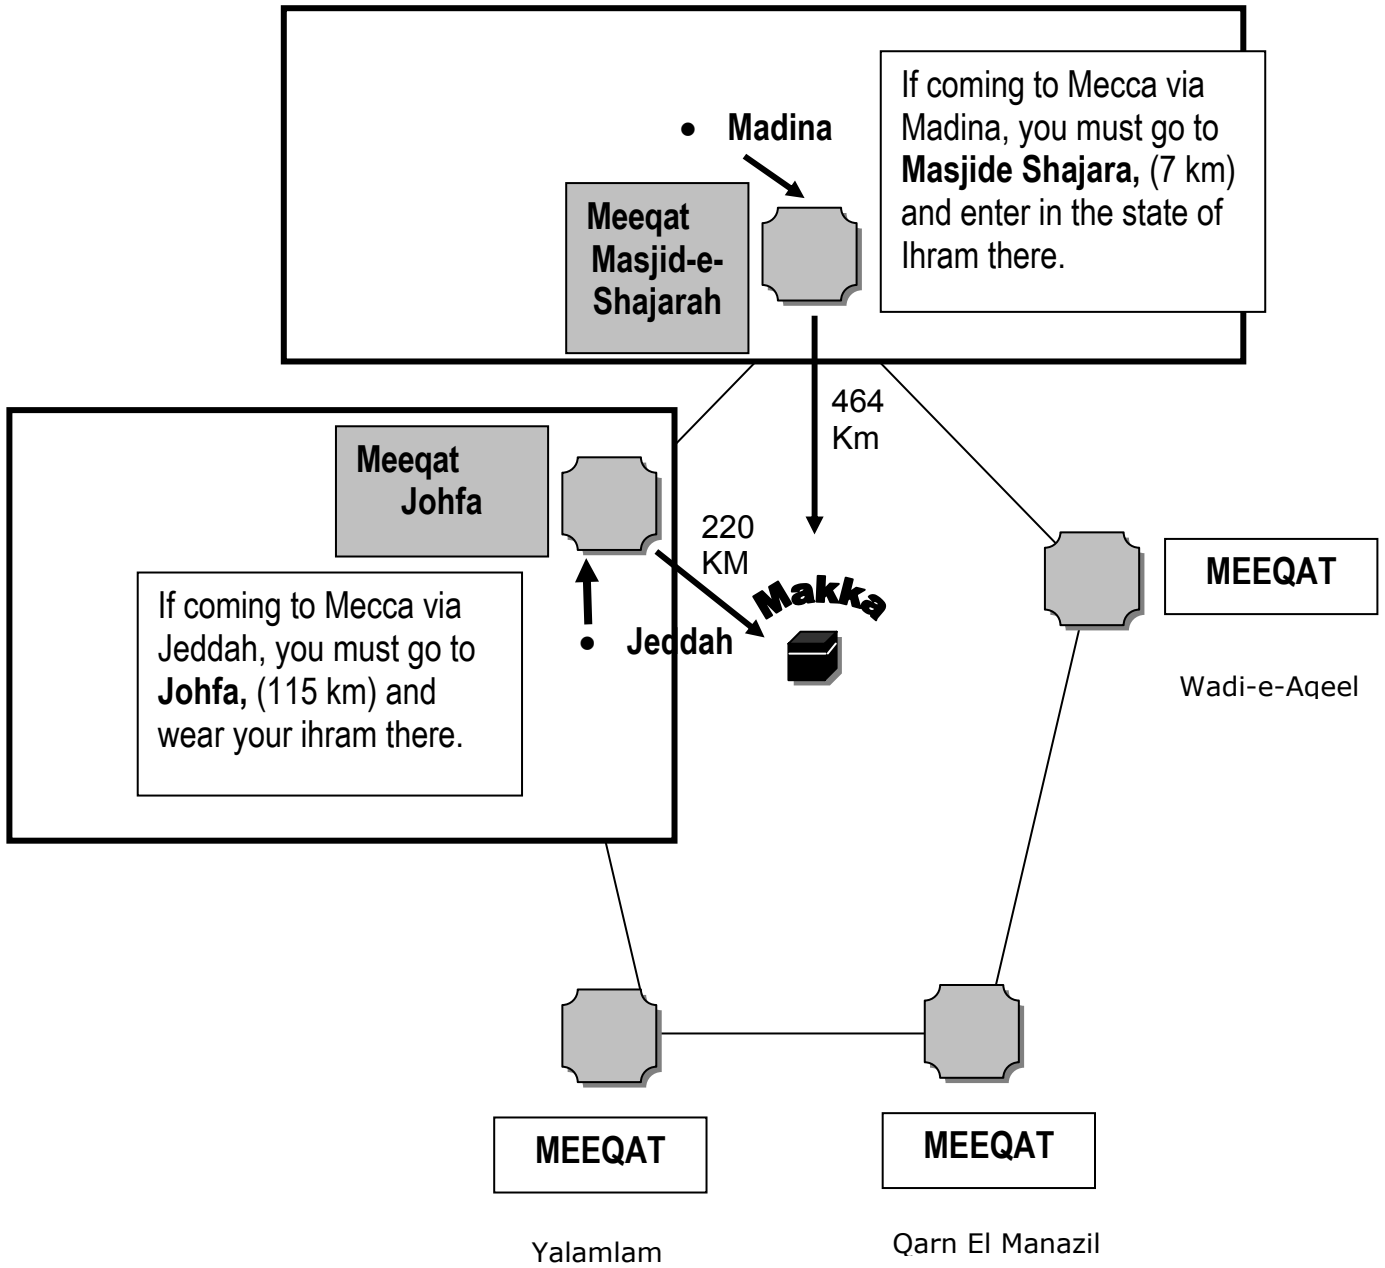 • Madina
If coming to Mecca via
Madina, you must go to
Masjide Shajara, (7 km)
and enter in the state of
Ihram there.
Meeqat
Masjid-e-
Shajarah
464
Km
Meeqat
Johfa
220
KM
MEEQAT
Wadi-e-Aqeel
Makka
• Jeddah
If coming to Mecca via
Jeddah, you must go to
Johfa, (115 km) and
wear your ihram there.
MEEQAT
Yalamlam
MEEQAT
Qarn El Manazil